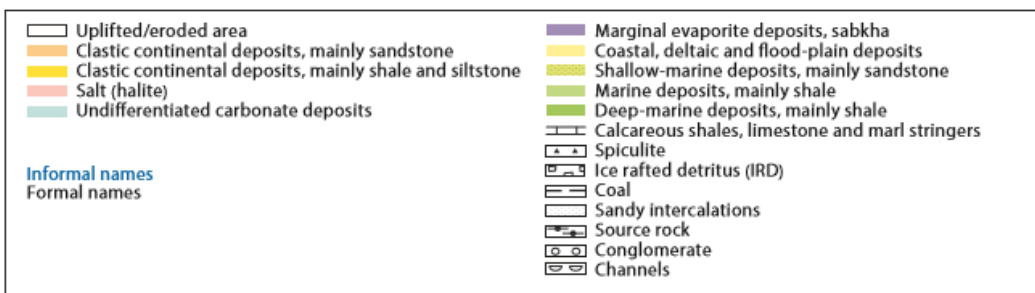 Uplifted/eroded area
Clastic continental deposits, mainly sandstone
Clastic continental deposits, mainly shale and siltstone
Salt (halite)
Undifferentiated carbonate deposits
Informal names
Formal names
Marginal evaporite deposits, sabkha
Coastal, deltaic and flood-plain deposits
Shallow-marine deposits, mainly sandstone
Marine deposits, mainly shale
Deep-marine deposits, mainly shale
Calcareous shales, limestone and marl stringers
Spiculite
Ice rafted detritus (IRD)
Coal
Sandy intercalations
Source rock
Conglomerate
Channels